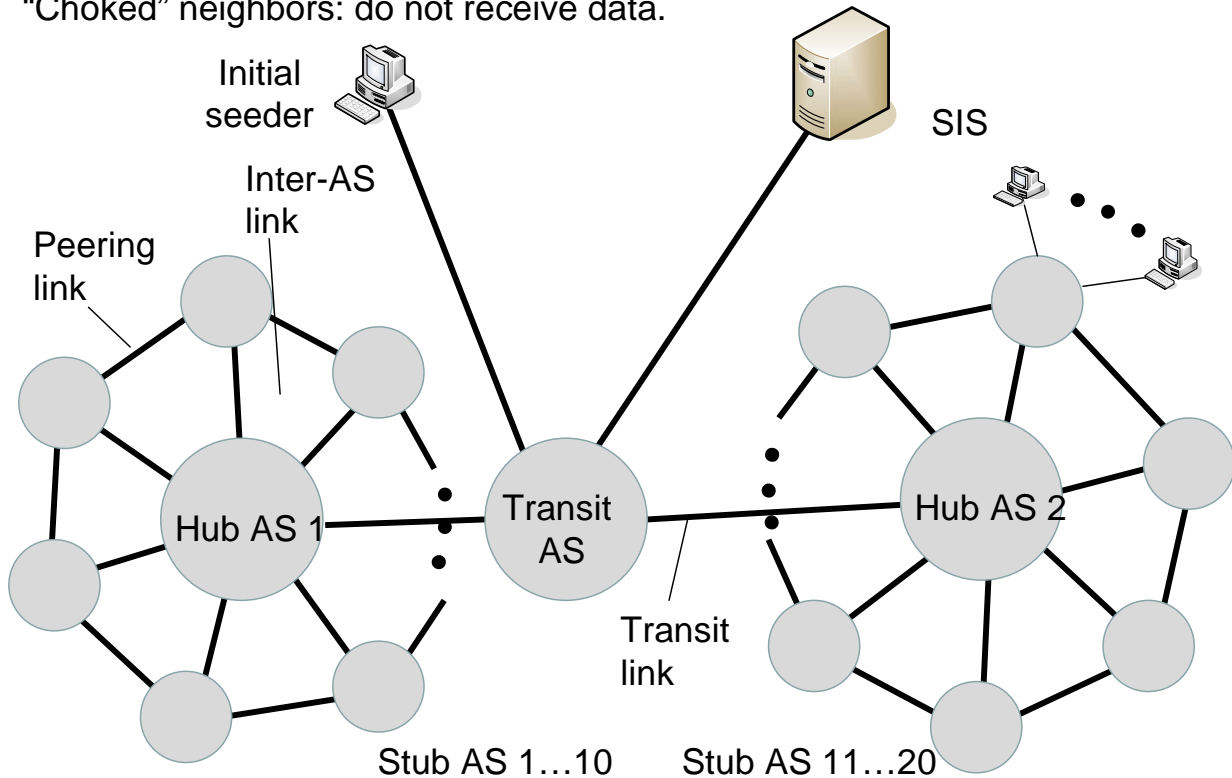 “Choked” neighbors: do not receive data.
Initial
seeder
SIS
Inter-AS
link
Peering
link
Hub AS 1
Transit
AS
Hub AS 2
Transit
link
Stub AS 1…10
Stub AS 11…20